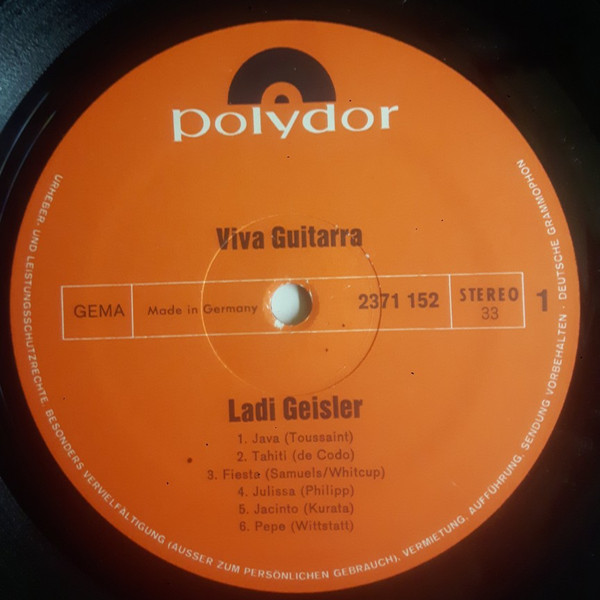 polydor
Viva Guitarra
GEMA
Made in Germany
2371 152
STEREO
33
1
Ladi Geisler
1. Java (Toussaint)
2. Tahiti (de Codo)
3. Fiesta (Samuels/Whitcup)
4. Julissa (Philipp)
5. Jacinto (Kurata)
6. Pepe (Wittstatt)
URHEBER- UND LEISTUNGSSCHUTZRECHTE, BESONDERS VERVIELFÄLTIGUNG (AUSSER ZUM PERSÖNLICHEN GEBRAUCH), VERMIETUNG, AUFFÜHRUNG, SENDUNG VORBEHALTEN · DEUTSCHE GRAMMOPHON